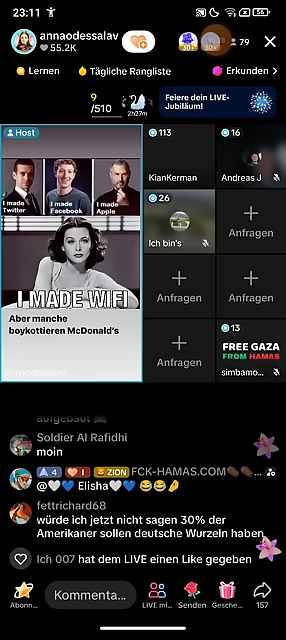 23:11
56
annaodessalav
55.2K
30+
30+
79
Lernen
Tägliche Rangliste
Erkunden
9
/510
2h27m
Feiere dein LIVE-
Jubiläum!
Host
113
16
KianKerman
Andreas J
I made
Twitter
I made
Facebook
I made
Apple
26
Ich bin's
Anfragen
I MADE WIFI
Anfragen
Anfragen
Aber manche
boykottieren McDonald's
Anfragen
13
FREE GAZA
FROM HAMAS
simbamo...
annaodessalav
aufgebaut
Soldier Al Rafidhi
moin
4 1 ZION FCK-HAMAS.COM ...
@🤍💙 Elisha🤍💙 😂😂🤌
fettrichard68
würde ich jetzt nicht sagen 30% der
Amerikaner sollen deutsche Wurzeln haben
Ich 007 hat dem LIVE einen Like gegeben
Kommenta...
Abonn...
LIVE mi...
Senden
Gesche...
157